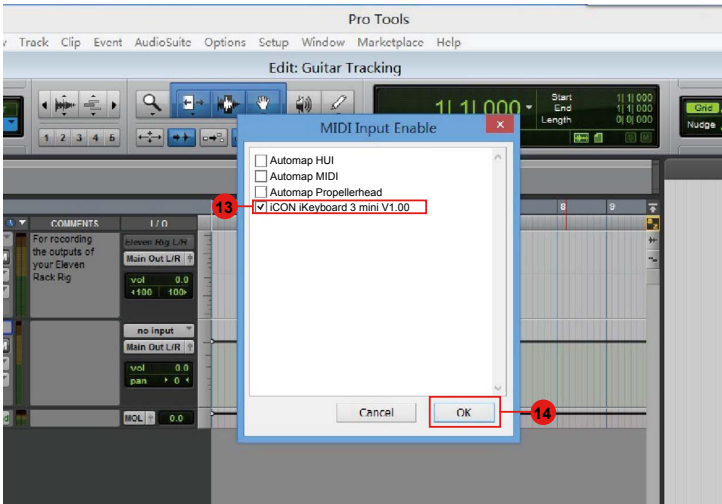 Pro Tools
Track Clip Event AudioSuite Options Setup Window Marketplace Help
Edit: Guitar Tracking
1| 1| 000
Start 1| 1| 000
End 1| 1| 000
Length 0| 0| 000
Grid
Nudge
1 2 3 4 5
MIDI Input Enable
Automap HUI
Automap MIDI
Automap Propellerhead
13 iCON iKeyboard 3 mini V1.00
8 9
COMMENTS I / O
For recording
the outputs of
your Eleven
Rack Rig
Eleven Rig L/R
Main Out L/R
vol 0.0
100 100
no input
Main Out L/R
vol 0.0
pan 0
MOL 0.0
Cancel OK 14